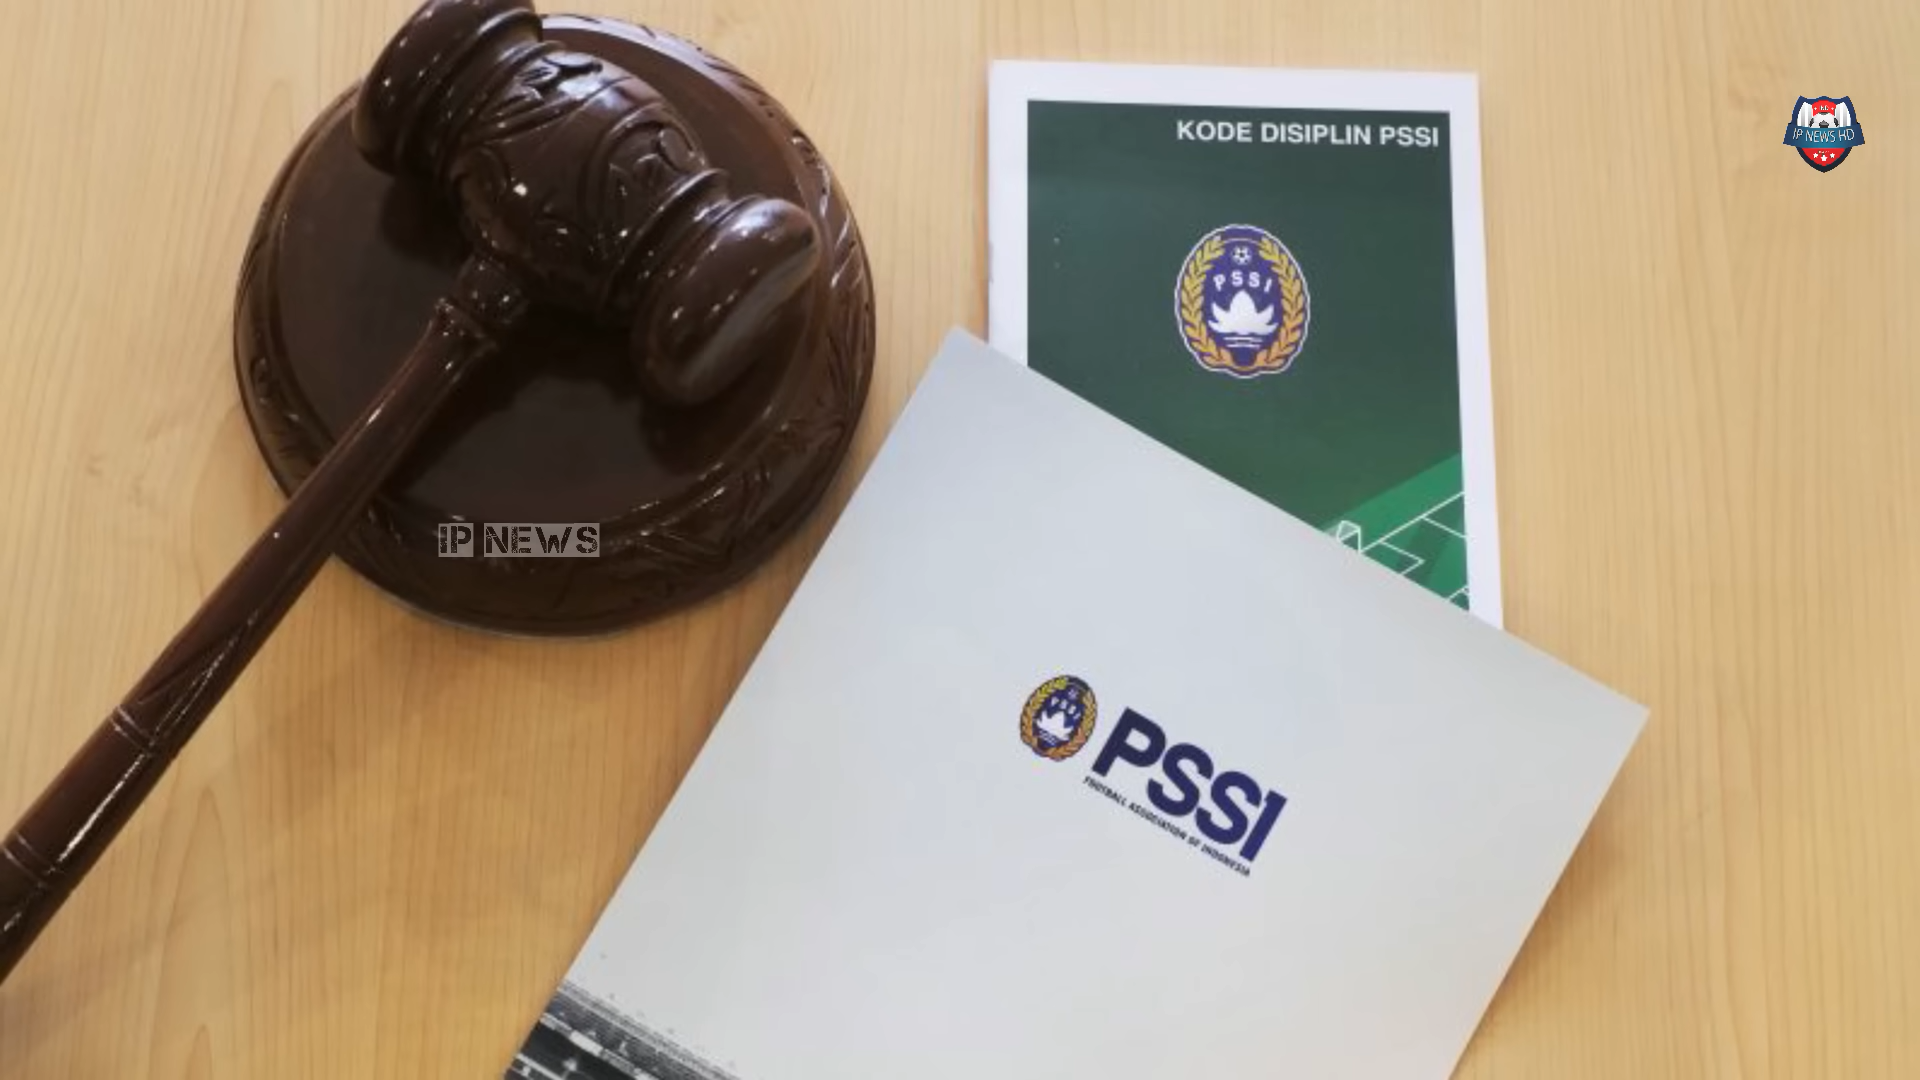 KODE DISIPLIN PSSI
PSSI
IP NEWS HD
IP NEWS
PSSI
PSSI
FOOTBALL ASSOCIATION OF INDONESIA